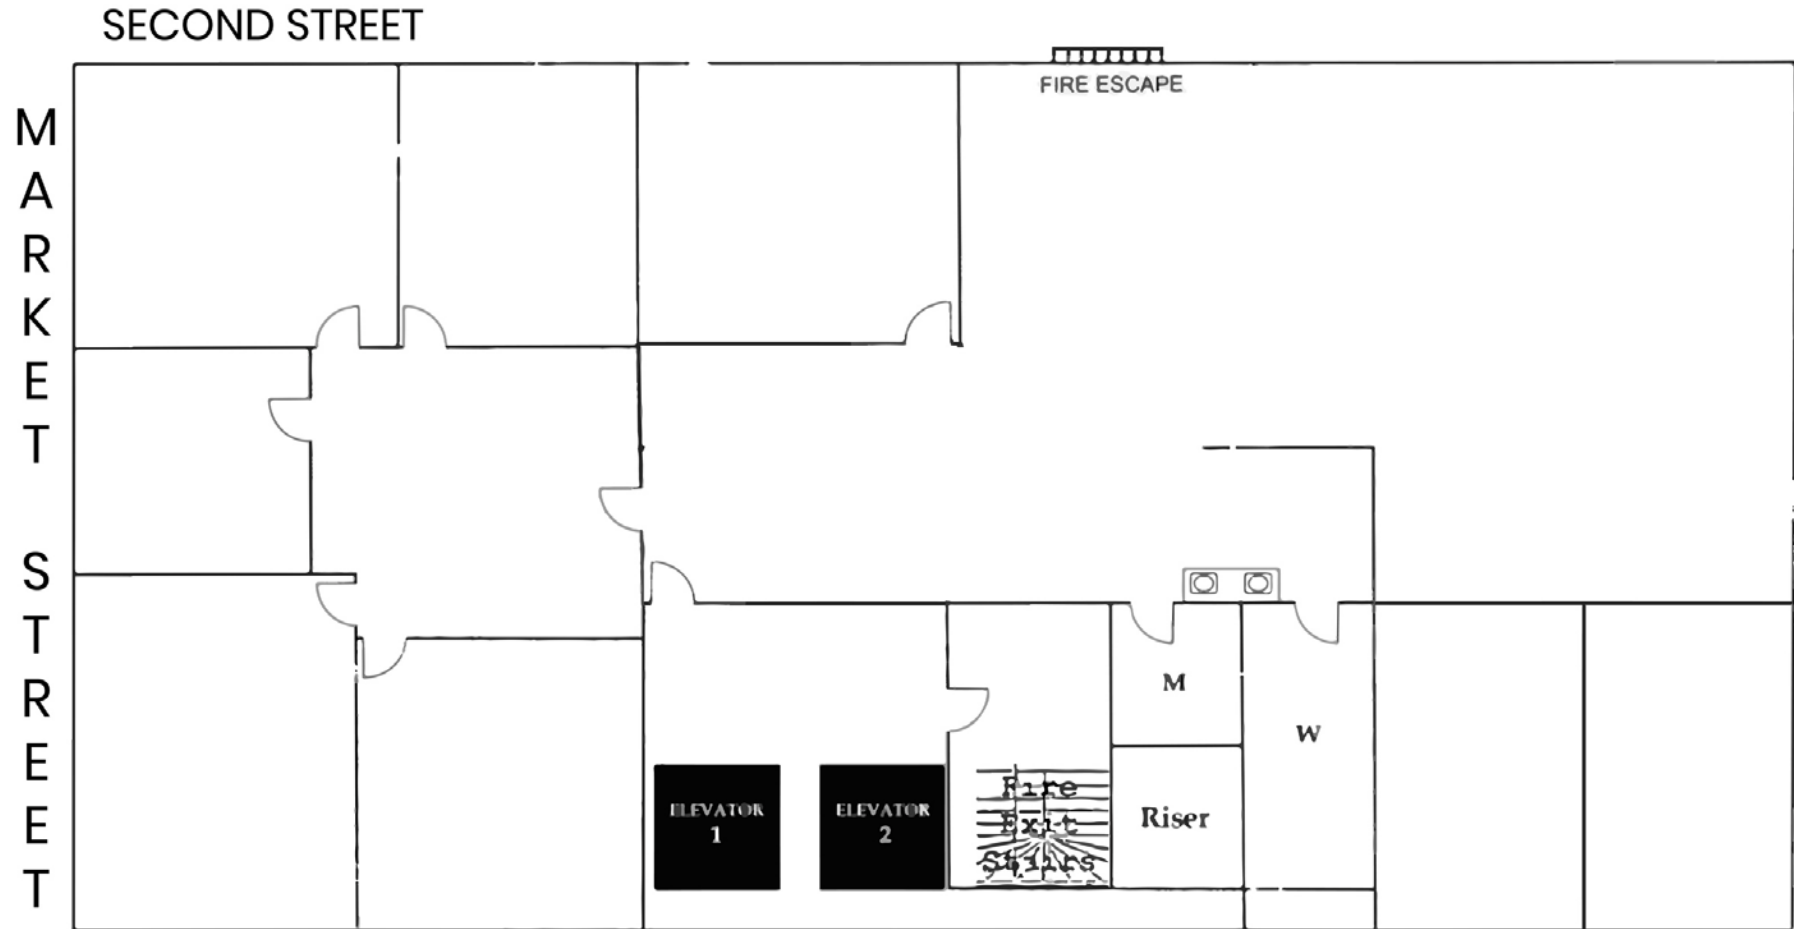 SECOND STREET
FIRE ESCAPE
MARKET STREET
M
W
ELEVATOR
1
ELEVATOR
2
Fire
Exit
Stairs
Riser